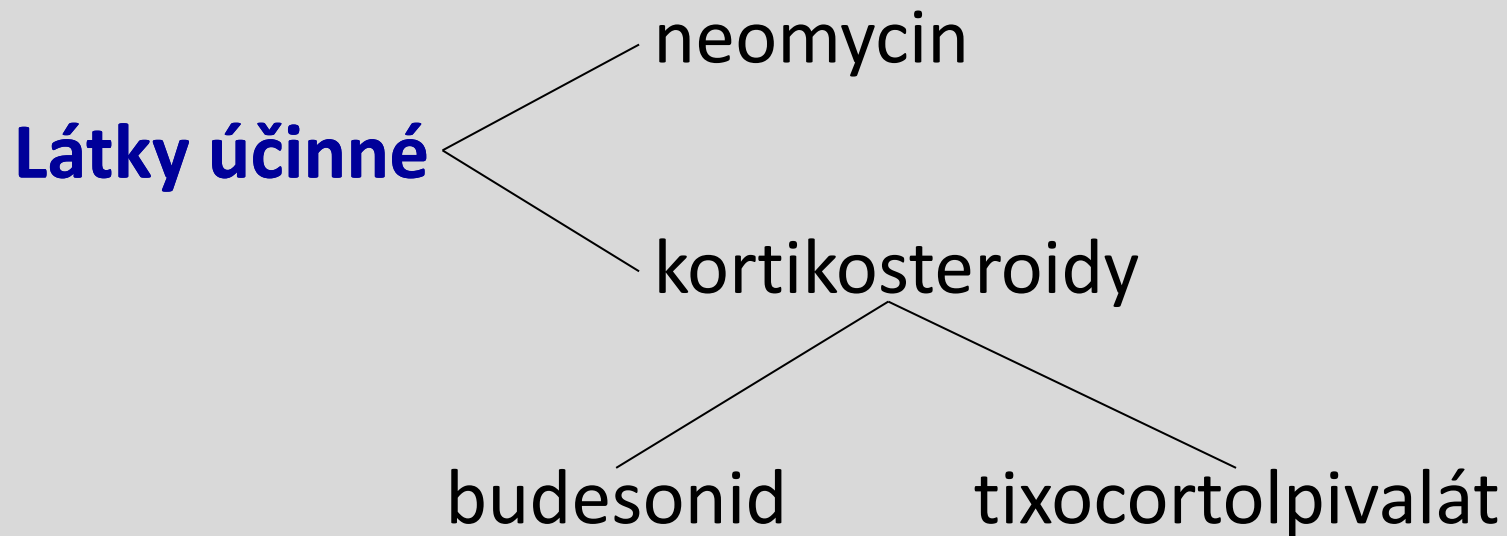 neomycin
Látky účinné
kortikosteroidy
budesonid
tixocortolpivalát